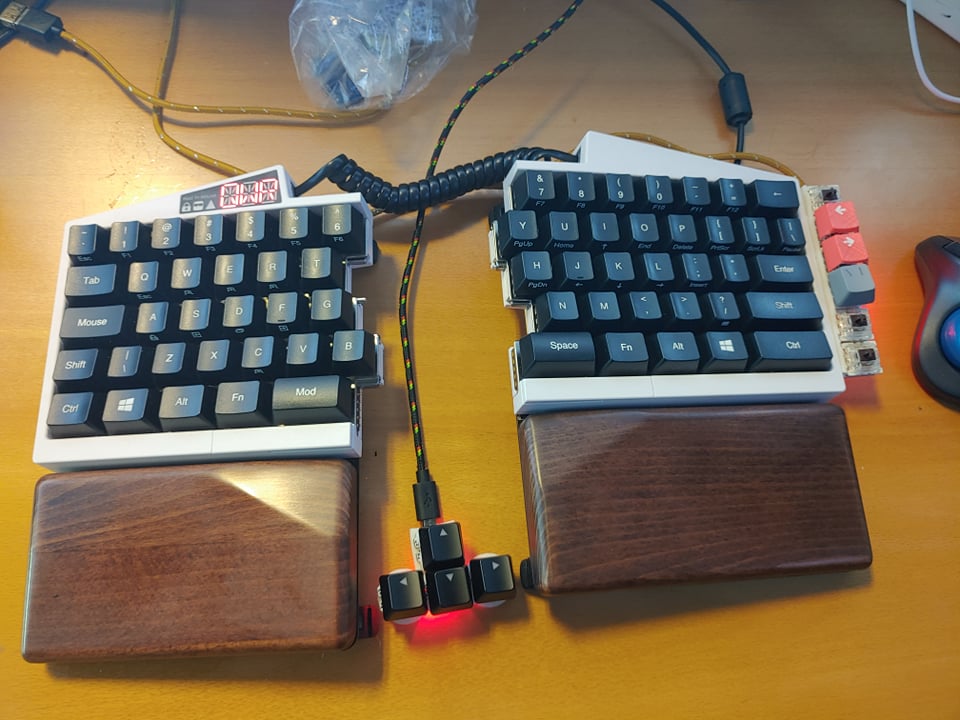 Esc
! 1 F1
@ 2 F2
# 3 F3
$ 4 F4
% 5 F5
^ 6 F6
Tab Q W E R T
Esc
Mouse A S D F G
Shift Z X C V B
Ctrl Alt Fn Mod
& 7 F7
* 8 F8
( 9 F9
) 0 F10
F11
F12
←
Y U I O P [ ] \
PgUp Home ↑ End Delete PrtScr ScrLk Pause
H J K L Enter
PgDn ← ↓ → Insert
N M < , > . ? / Shift
Space Fn Alt Ctrl